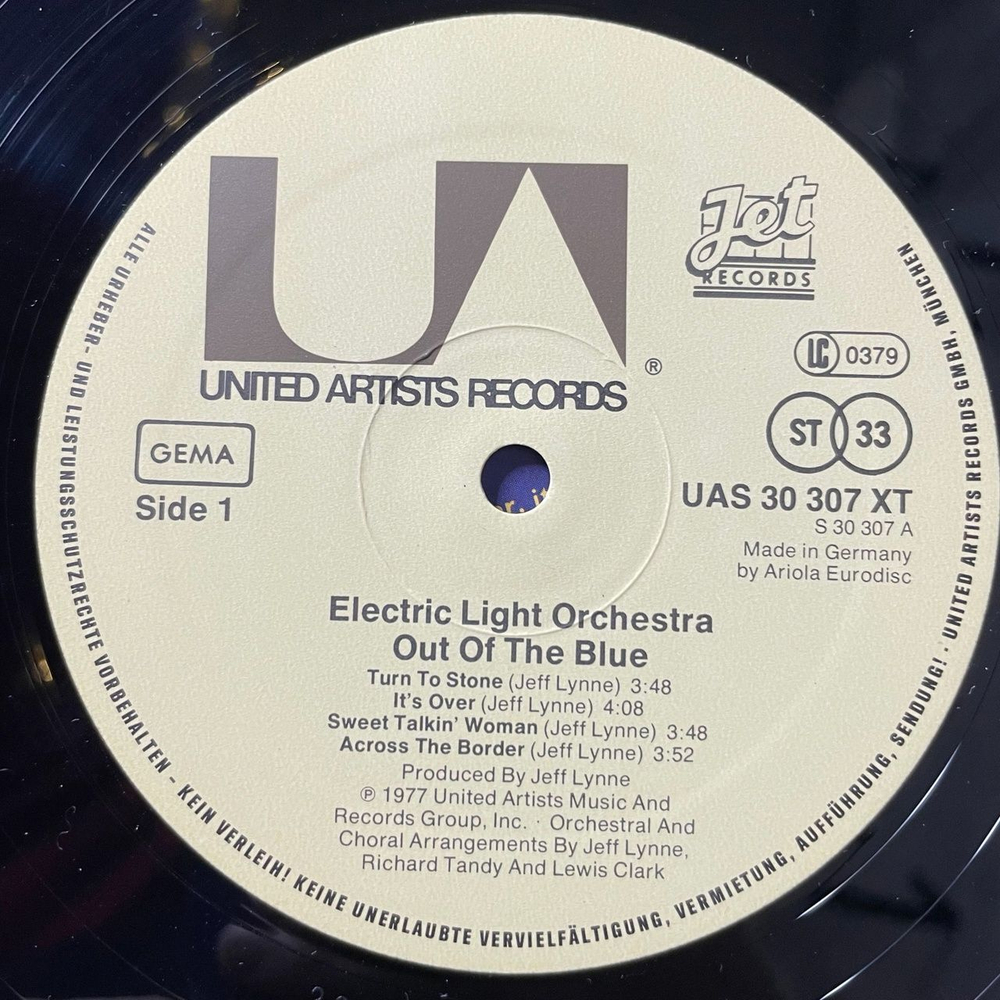 UA
UNITED ARTISTS RECORDS ®
Jet
RECORDS
LC 0379
GEMA
ST 33
Side 1
UAS 30 307 XT
S 30 307 A
Made in Germany
by Ariola Eurodisc
Electric Light Orchestra
Out Of The Blue
Turn To Stone (Jeff Lynne) 3:48
It's Over (Jeff Lynne) 4:08
Sweet Talkin' Woman (Jeff Lynne) 3:48
Across The Border (Jeff Lynne) 3:52
Produced By Jeff Lynne
℗ 1977 United Artists Music And
Records Group, Inc. · Orchestral And
Choral Arrangements By Jeff Lynne,
Richard Tandy And Lewis Clark
ALLE URHEBER- UND LEISTUNGSSCHUTZRECHTE VORBEHALTEN - KEIN VERLEIH! KEINE UNERLAUBTE VERVIELFÄLTIGUNG, VERMIETUNG, AUFFÜHRUNG, SENDUNG! · UNITED ARTISTS RECORDS GMBH, MÜNCHEN